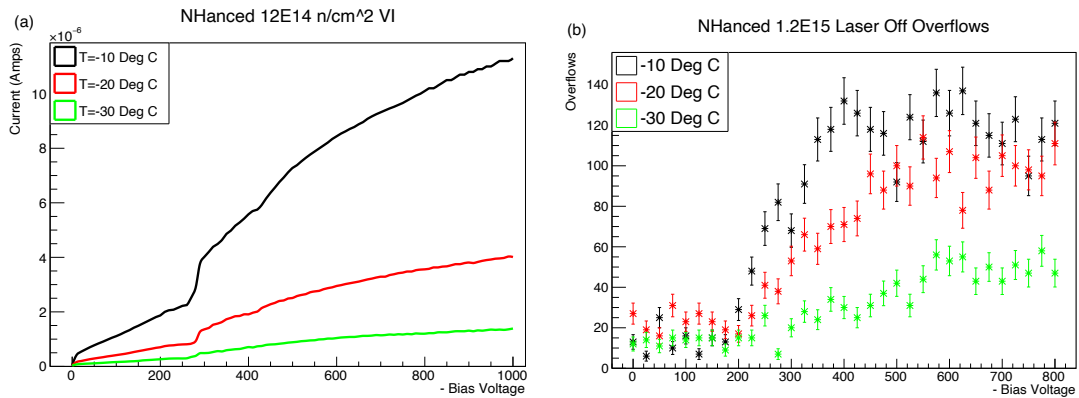 (a)
NHanced 12E14 n/cm^2 VI
×10⁻⁶
Current (Amps)
T=-10 Deg C
T=-20 Deg C
T=-30 Deg C
10
8
6
4
2
0
0 200 400 600 800 1000
- Bias Voltage
(b)
NHanced 1.2E15 Laser Off Overflows
Overflows
-10 Deg C
-20 Deg C
-30 Deg C
140
120
100
80
60
40
20
0
0 100 200 300 400 500 600 700 800
- Bias Voltage